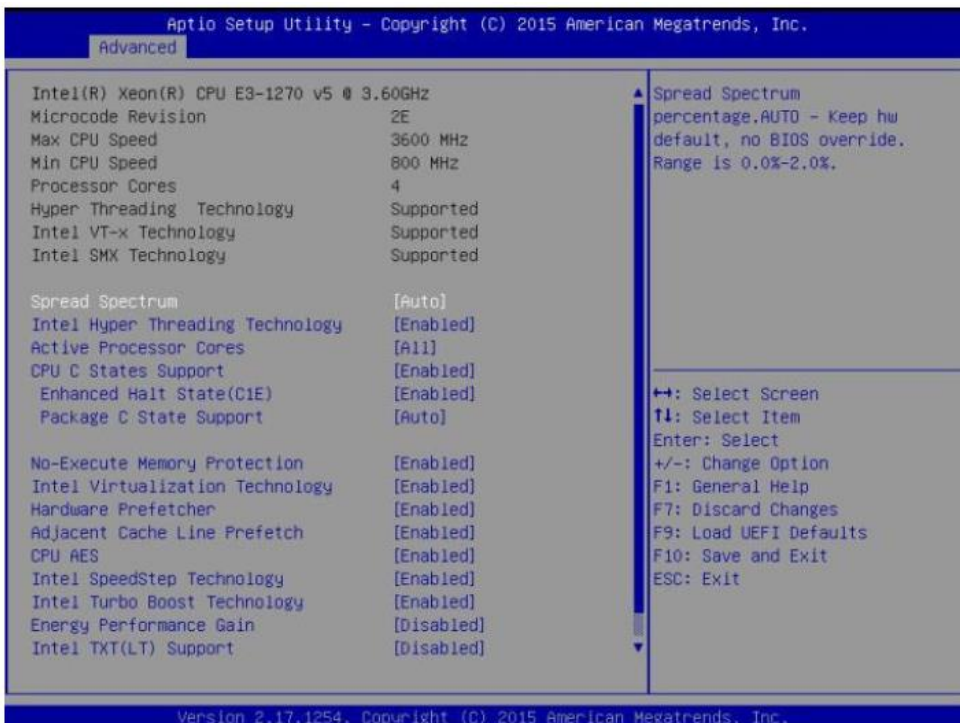 Aptio Setup Utility – Copyright (C) 2015 American Megatrends, Inc.
Advanced
Intel(R) Xeon(R) CPU E3-1270 v5 @ 3.60GHz
Microcode Revision 2E
Max CPU Speed 3600 MHz
Min CPU Speed 800 MHz
Processor Cores 4
Hyper Threading Technology Supported
Intel VT-x Technology Supported
Intel SMX Technology Supported
Spread Spectrum [Auto]
Intel Hyper Threading Technology [Enabled]
Active Processor Cores [All]
CPU C States Support [Enabled]
Enhanced Halt State(C1E) [Enabled]
Package C State Support [Auto]
No-Execute Memory Protection [Enabled]
Intel Virtualization Technology [Enabled]
Hardware Prefetcher [Enabled]
Adjacent Cache Line Prefetch [Enabled]
CPU AES [Enabled]
Intel SpeedStep Technology [Enabled]
Intel Turbo Boost Technology [Enabled]
Energy Performance Gain [Disabled]
Intel TXT(LT) Support [Disabled]
Spread Spectrum
percentage.AUTO – Keep hw
default, no BIOS override.
Range is 0.0%-2.0%.
↔: Select Screen
↑↓: Select Item
Enter: Select
+/-: Change Option
F1: General Help
F7: Discard Changes
F9: Load UEFI Defaults
F10: Save and Exit
ESC: Exit
Version 2.17.1254. Copyright (C) 2015 American Megatrends, Inc.